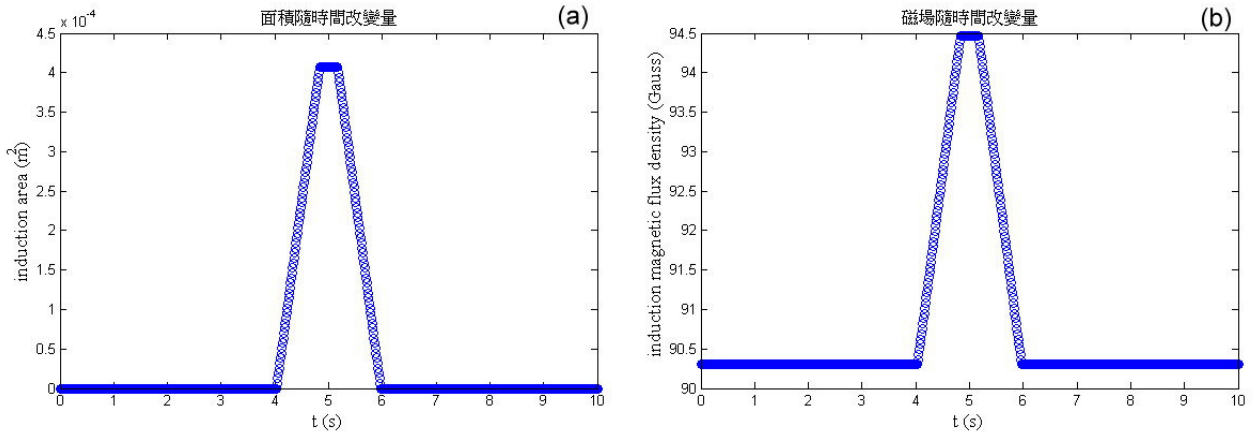 面積隨時間改變量
(a)
x 10-4
4.5
4
3.5
3
2.5
2
1.5
1
0.5
0
induction area (m2)
0 1 2 3 4 5 6 7 8 9 10
t (s)
磁場隨時間改變量
(b)
94.5
94
93.5
93
92.5
92
91.5
91
90.5
90
induction magnetic flux density (Gauss)
0 1 2 3 4 5 6 7 8 9 10
t (s)